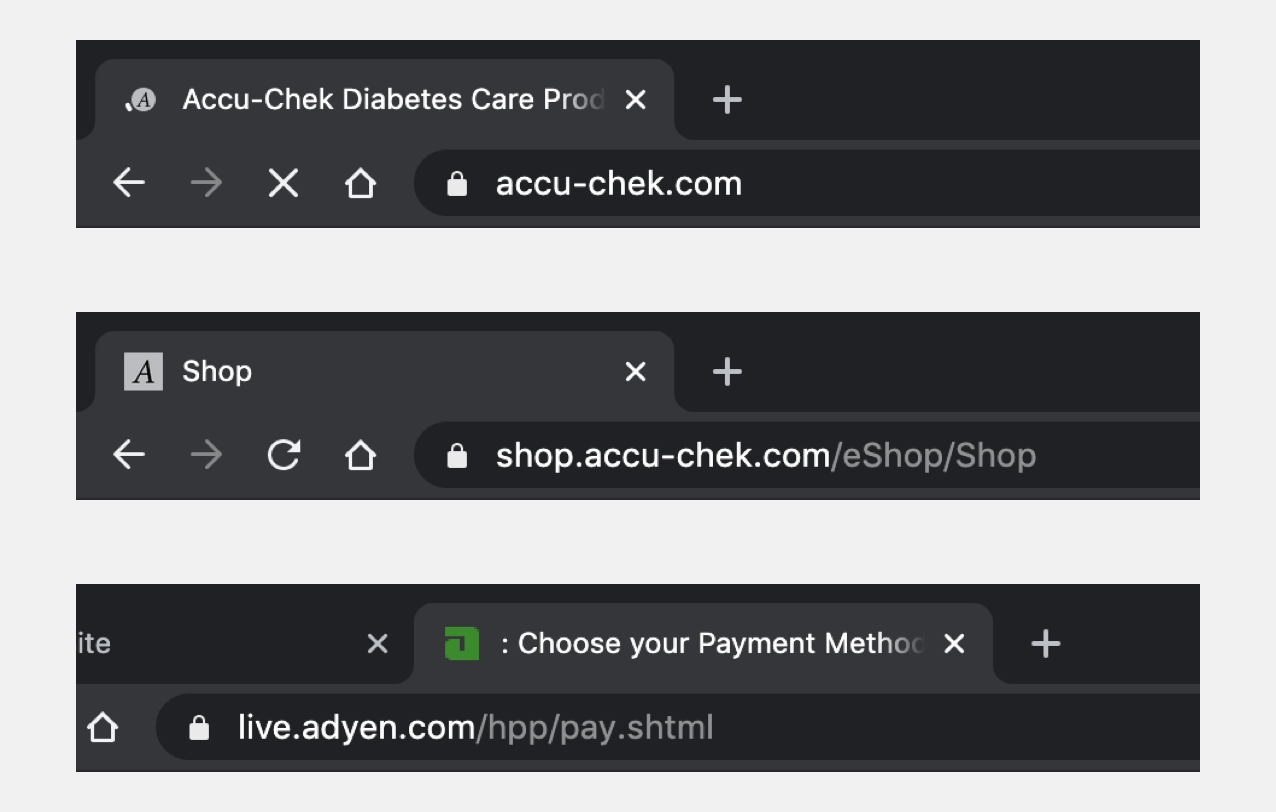 Accu-Chek Diabetes Care Prod
accu-chek.com
A Shop
shop.accu-chek.com/eShop/Shop
ite
: Choose your Payment Method
live.adyen.com/hpp/pay.shtml